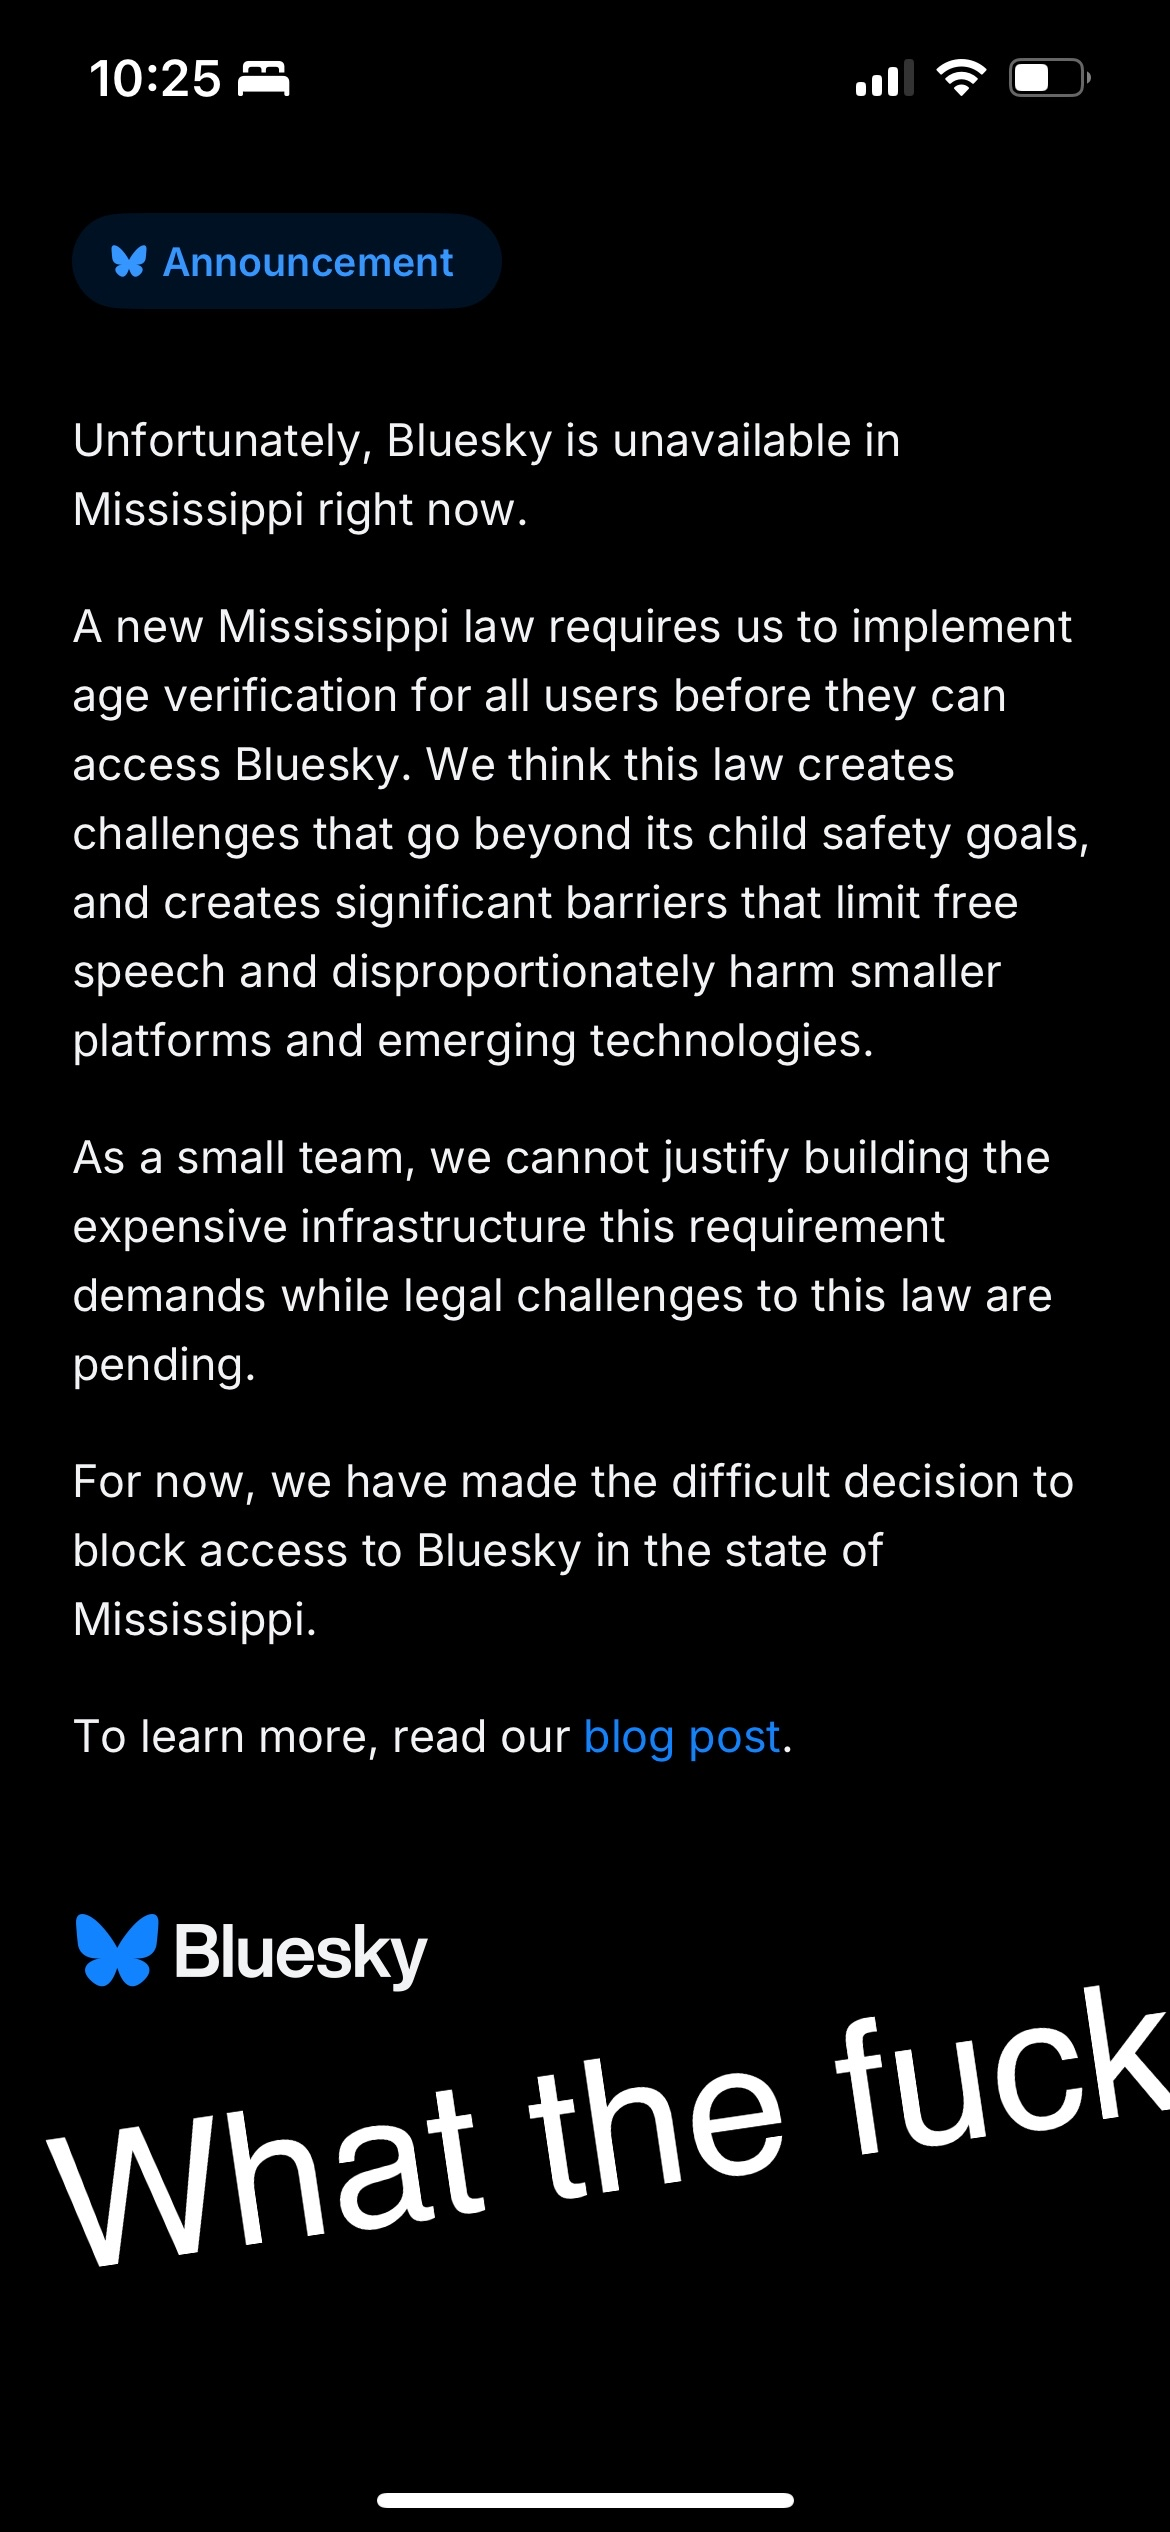 10:25
Announcement
Unfortunately, Bluesky is unavailable in
Mississippi right now.
A new Mississippi law requires us to implement
age verification for all users before they can
access Bluesky. We think this law creates
challenges that go beyond its child safety goals,
and creates significant barriers that limit free
speech and disproportionately harm smaller
platforms and emerging technologies.
As a small team, we cannot justify building the
expensive infrastructure this requirement
demands while legal challenges to this law are
pending.
For now, we have made the difficult decision to
block access to Bluesky in the state of
Mississippi.
To learn more, read our blog post.
Bluesky
What the fuck